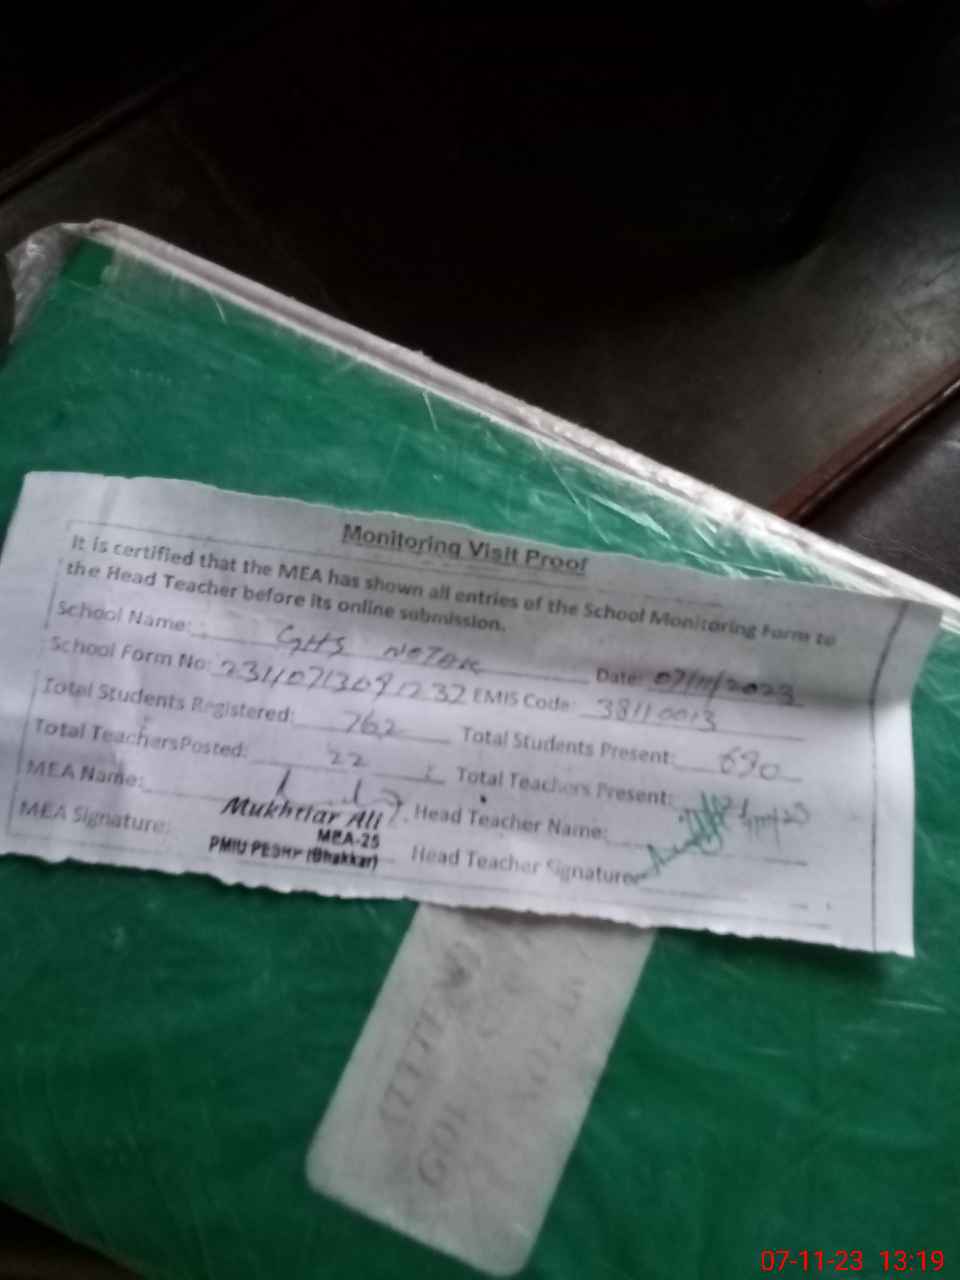 Monitoring Visit Proof
It is certified that the MEA has shown all entries of the School Monitoring Form to
the Head Teacher before its online submission.
School Name: GHS NOTAK Date: 07/11/2023
School Form No: EMIS Code: 38110013
Total Students Registered: 762 Total Students Present: 690
Total TeachersPosted: 22 Total Teachers Present: 21
MEA Name: Head Teacher Name:
Mukhtiar Ali
MEA-25
MEA Signature: PMIU PESRP (Bhakkar) Head Teacher Signature:
07-11-23 13:19